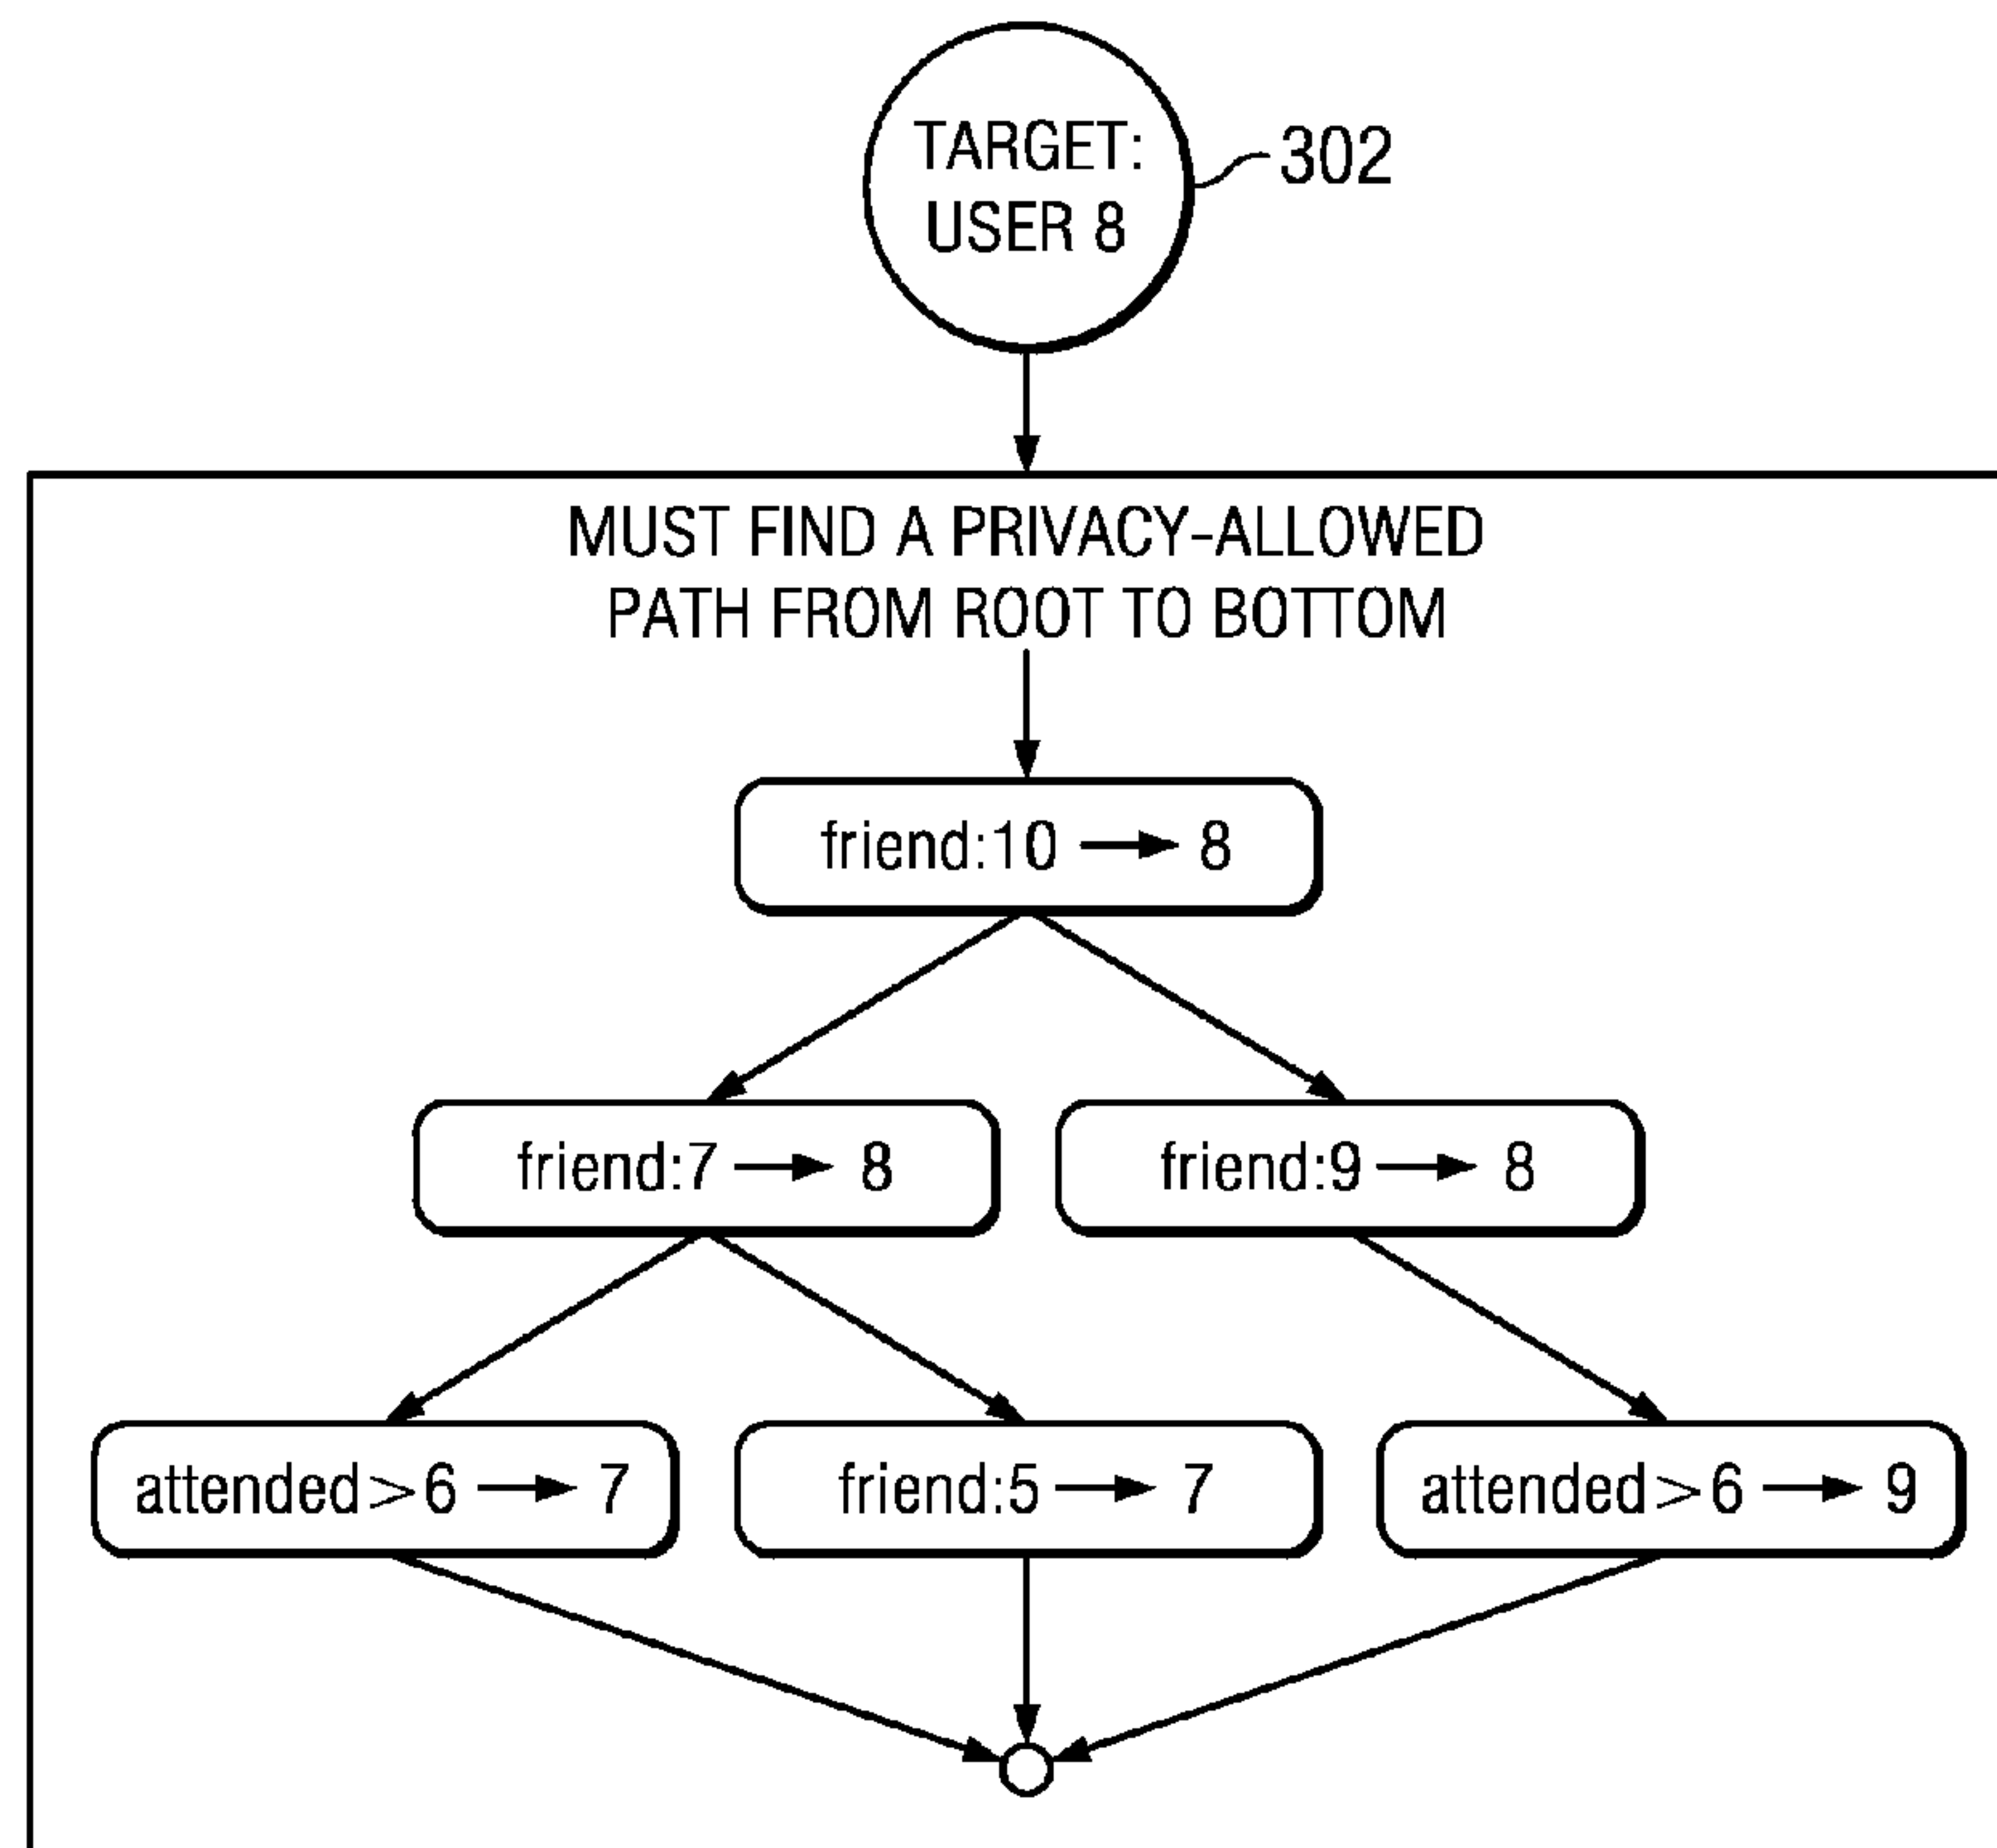 TARGET:
USER 8
302
MUST FIND A PRIVACY-ALLOWED
PATH FROM ROOT TO BOTTOM
friend:10 → 8
friend:7 → 8
friend:9 → 8
attended>6 → 7
friend:5 → 7
attended>6 → 9